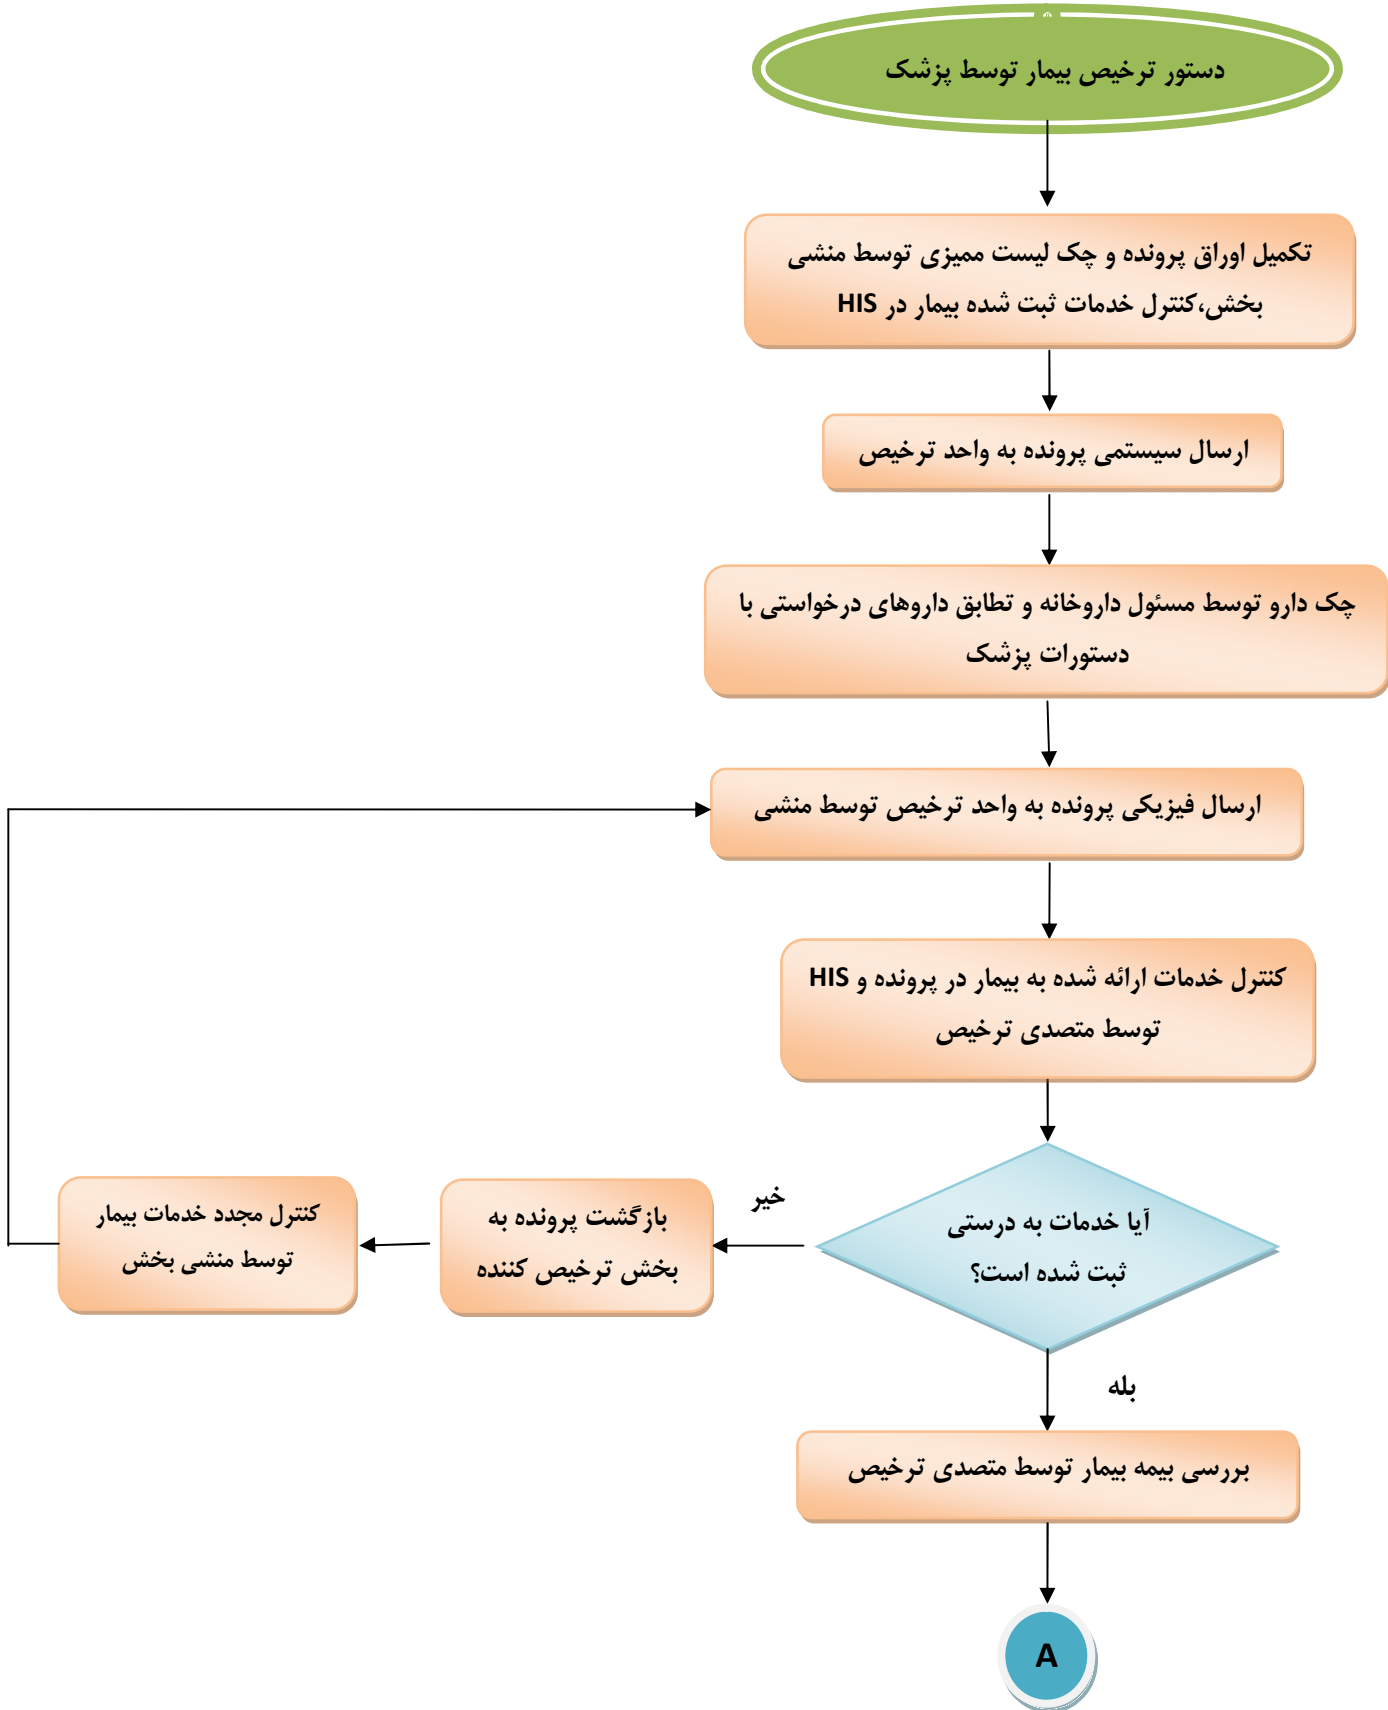 دستور ترخیص بیمار توسط پزشک
تکمیل اوراق پرونده و چک لیست ممیزی توسط منشی
بخش،کنترل خدمات ثبت شده بیمار در HIS
ارسال سیستمی پرونده به واحد ترخیص
چک دارو توسط مسئول داروخانه و تطابق داروهای درخواستی با
دستورات پزشک
ارسال فیزیکی پرونده به واحد ترخیص توسط منشی
کنترل خدمات ارائه شده به بیمار در پرونده و HIS
توسط متصدی ترخیص
آیا خدمات به درستی
ثبت شده است؟
خیر
بازگشت پرونده به
بخش ترخیص کننده
کنترل مجدد خدمات بیمار
توسط منشی بخش
بله
بررسی بیمه بیمار توسط متصدی ترخیص
A